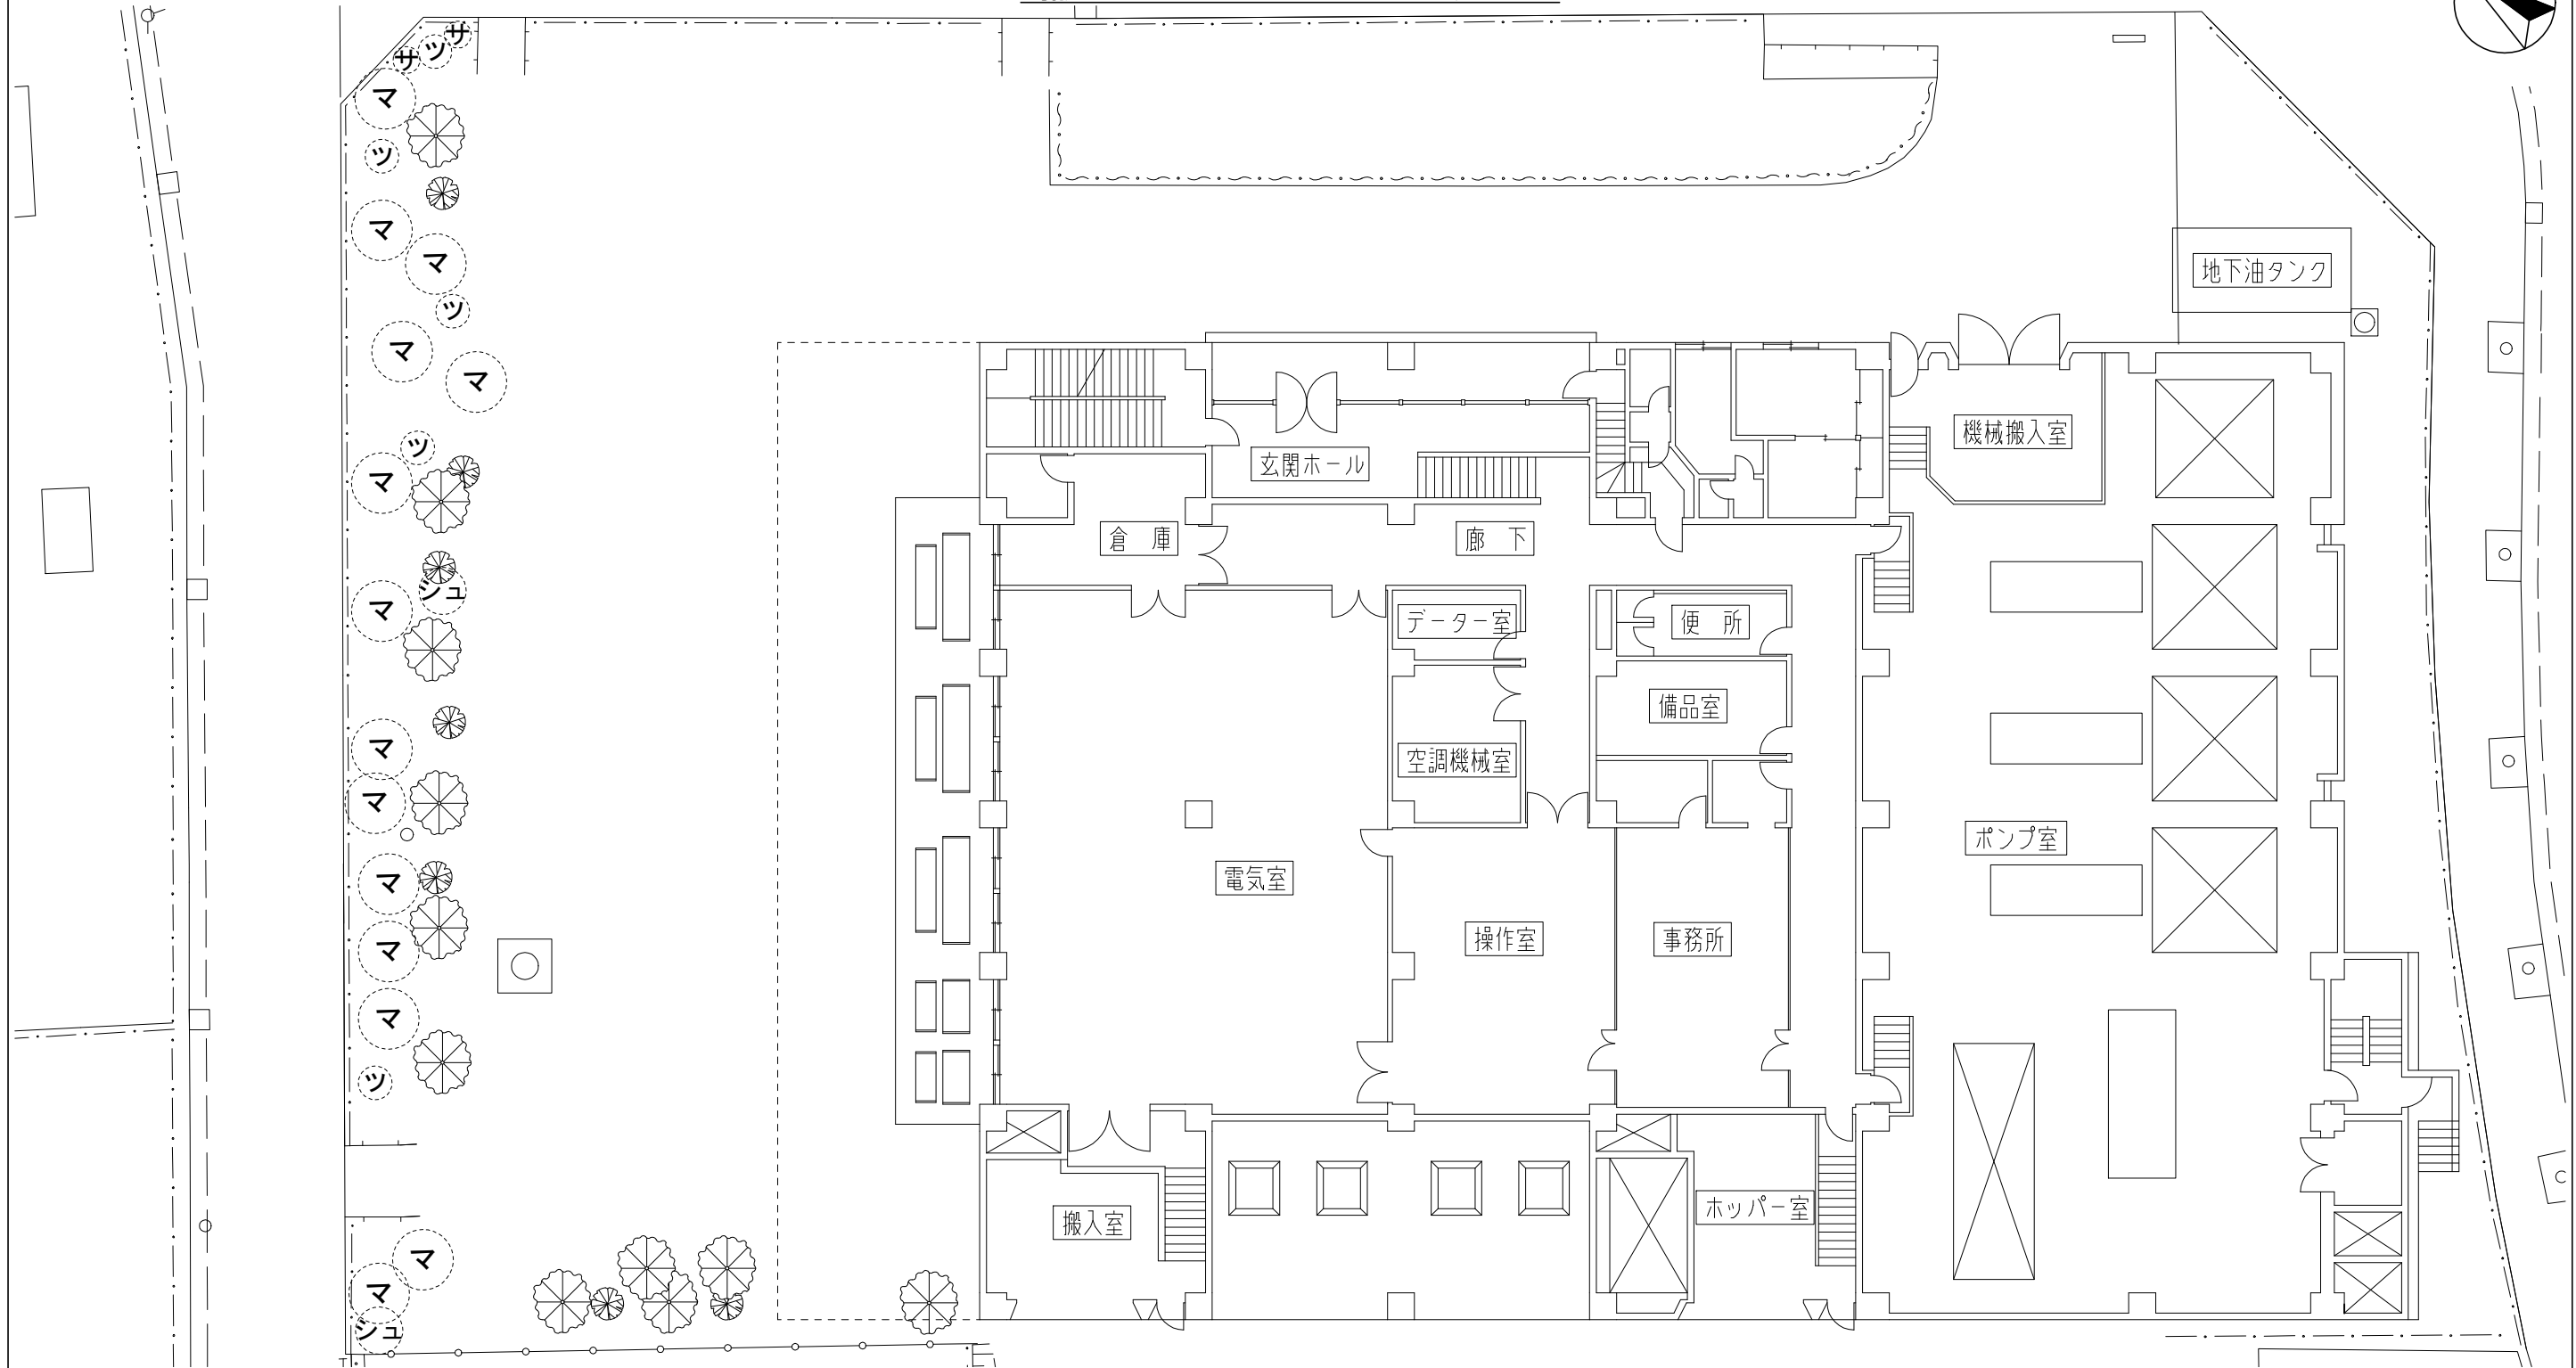 サ
ツ
サ
マ
ツ
マ
マ
ツ
マ
マ
ツ
マ
シュ
マ
マ
マ
マ
マ
マ
ツ
マ
マ
シュ
地下油タンク
機械搬入室
玄関ホール
倉　庫
廊　下
データー室
便　所
備品室
空調機械室
ポンプ室
電気室
操作室
事務所
搬入室
ホッパー室